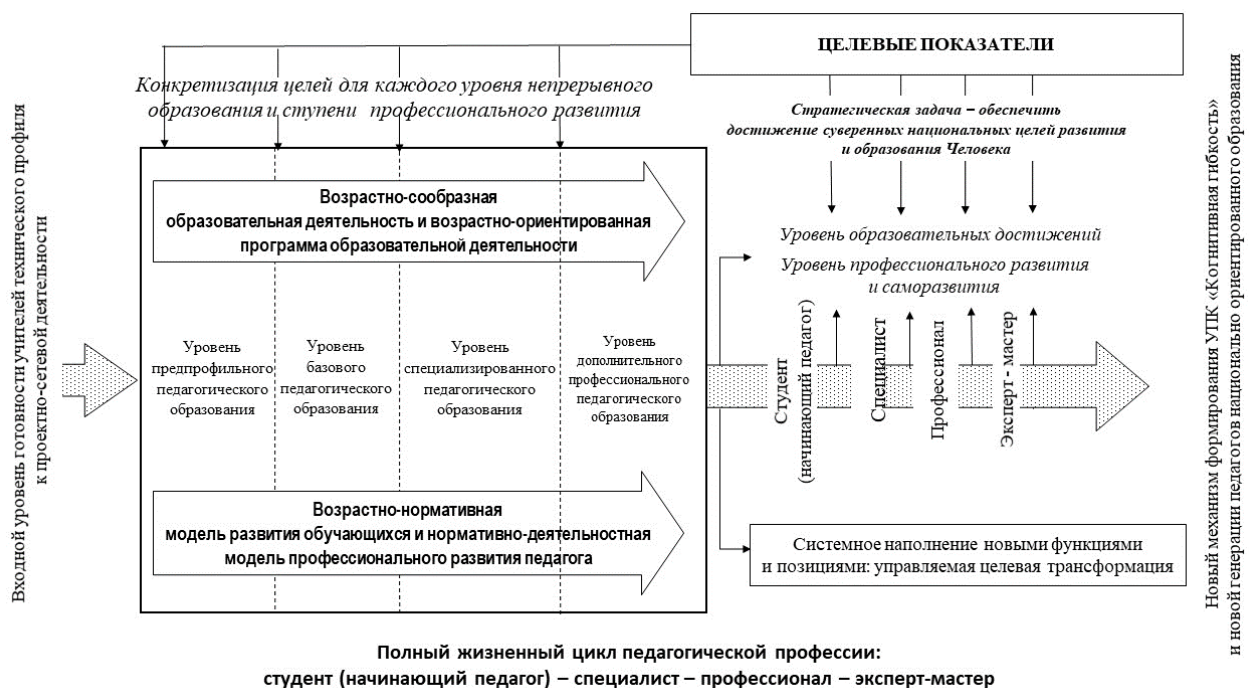 ЦЕЛЕВЫЕ ПОКАЗАТЕЛИ
Конкретизация целей для каждого уровня непрерывного
образования и ступени профессионального развития
Стратегическая задача – обеспечить
достижение суверенных национальных целей развития
и образования Человека
Входной уровень готовности учителей технического профиля
к проектно-сетевой деятельности
Возрастно-сообразная
образовательная деятельность и возрастно-ориентированная
программа образовательной деятельности
Уровень
предпрофильного
педагогического
образования
Уровень
базового
педагогического
образования
Уровень
специализированного
педагогического
образования
Уровень
дополнительного
профессионального
педагогического
образования
Возрастно-нормативная
модель развития обучающихся и нормативно-деятельностная
модель профессионального развития педагога
Уровень образовательных достижений
Уровень профессионального развития
и саморазвития
Студент
(начинающий педагог)
Специалист
Профессионал
Эксперт - мастер
Системное наполнение новыми функциями
и позициями: управляемая целевая трансформация
Новый механизм формирования УПК «Когнитивная гибкость»
и новой генерации педагогов национально ориентированного образования
Полный жизненный цикл педагогической профессии:
студент (начинающий педагог) – специалист – профессионал – эксперт-мастер